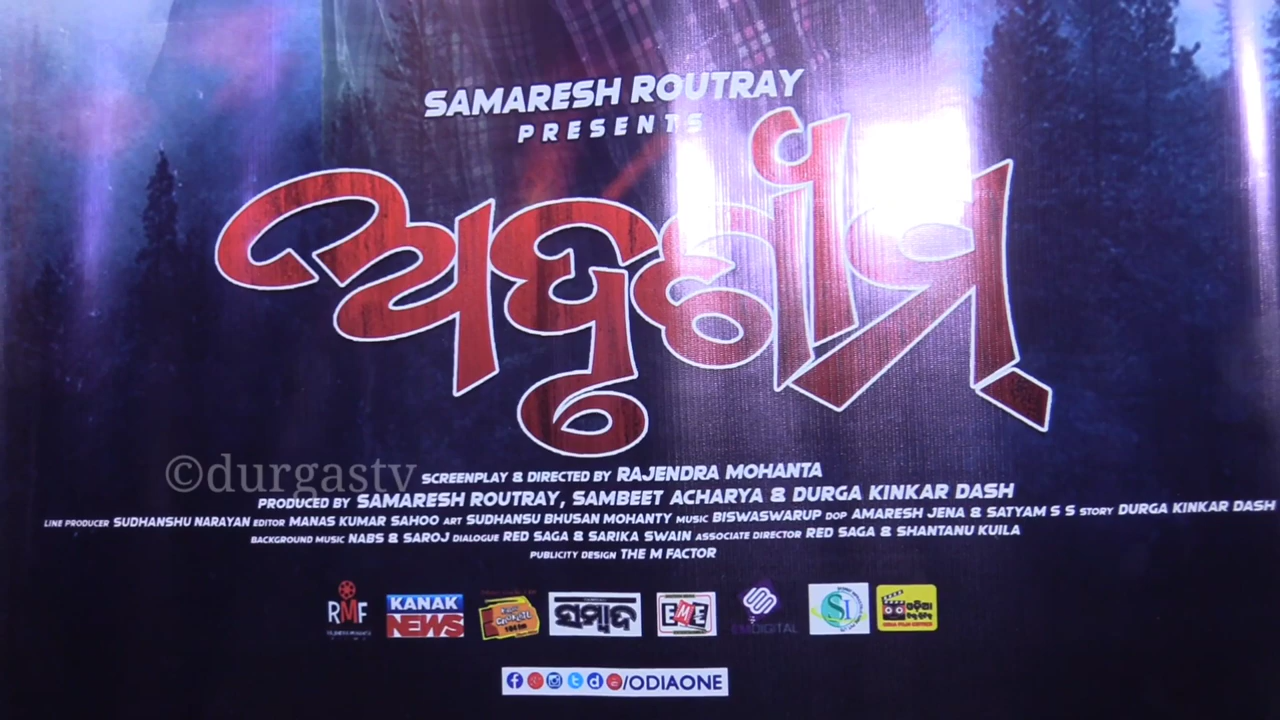 SAMARESH ROUTRAY
PRESENTS
©durgastv
SCREENPLAY & DIRECTED BY RAJENDRA MOHANTA
PRODUCED BY SAMARESH ROUTRAY, SAMBEET ACHARYA & DURGA KINKAR DASH
LINE PRODUCER SUDHANSHU NARAYAN EDITOR MANAS KUMAR SAHOO ART SUDHANSU BHUSAN MOHANTY MUSIC BISWASWARUP DOP AMARESH JENA & SATYAM S S STORY DURGA KINKAR DASH
BACKGROUND MUSIC NABS & SAROJ DIALOGUE RED SAGA & SARIKA SWAIN ASSOCIATE DIRECTOR RED SAGA & SHANTANU KUILA
PUBLICITY DESIGN THE M FACTOR
RMF
KANAK NEWS
ସମ୍ବାଦ
EME
DIGITAL
SI
ଓଡ଼ିଆ
/ODIAONE